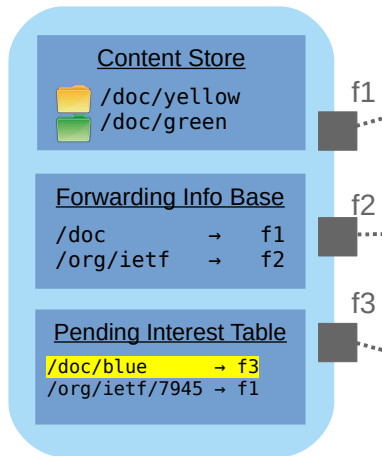 Content Store
/doc/yellow
/doc/green
f1
Forwarding Info Base
/doc → f1
/org/ietf → f2
f2
f3
Pending Interest Table
/doc/blue → f3
/org/ietf/7945 → f1